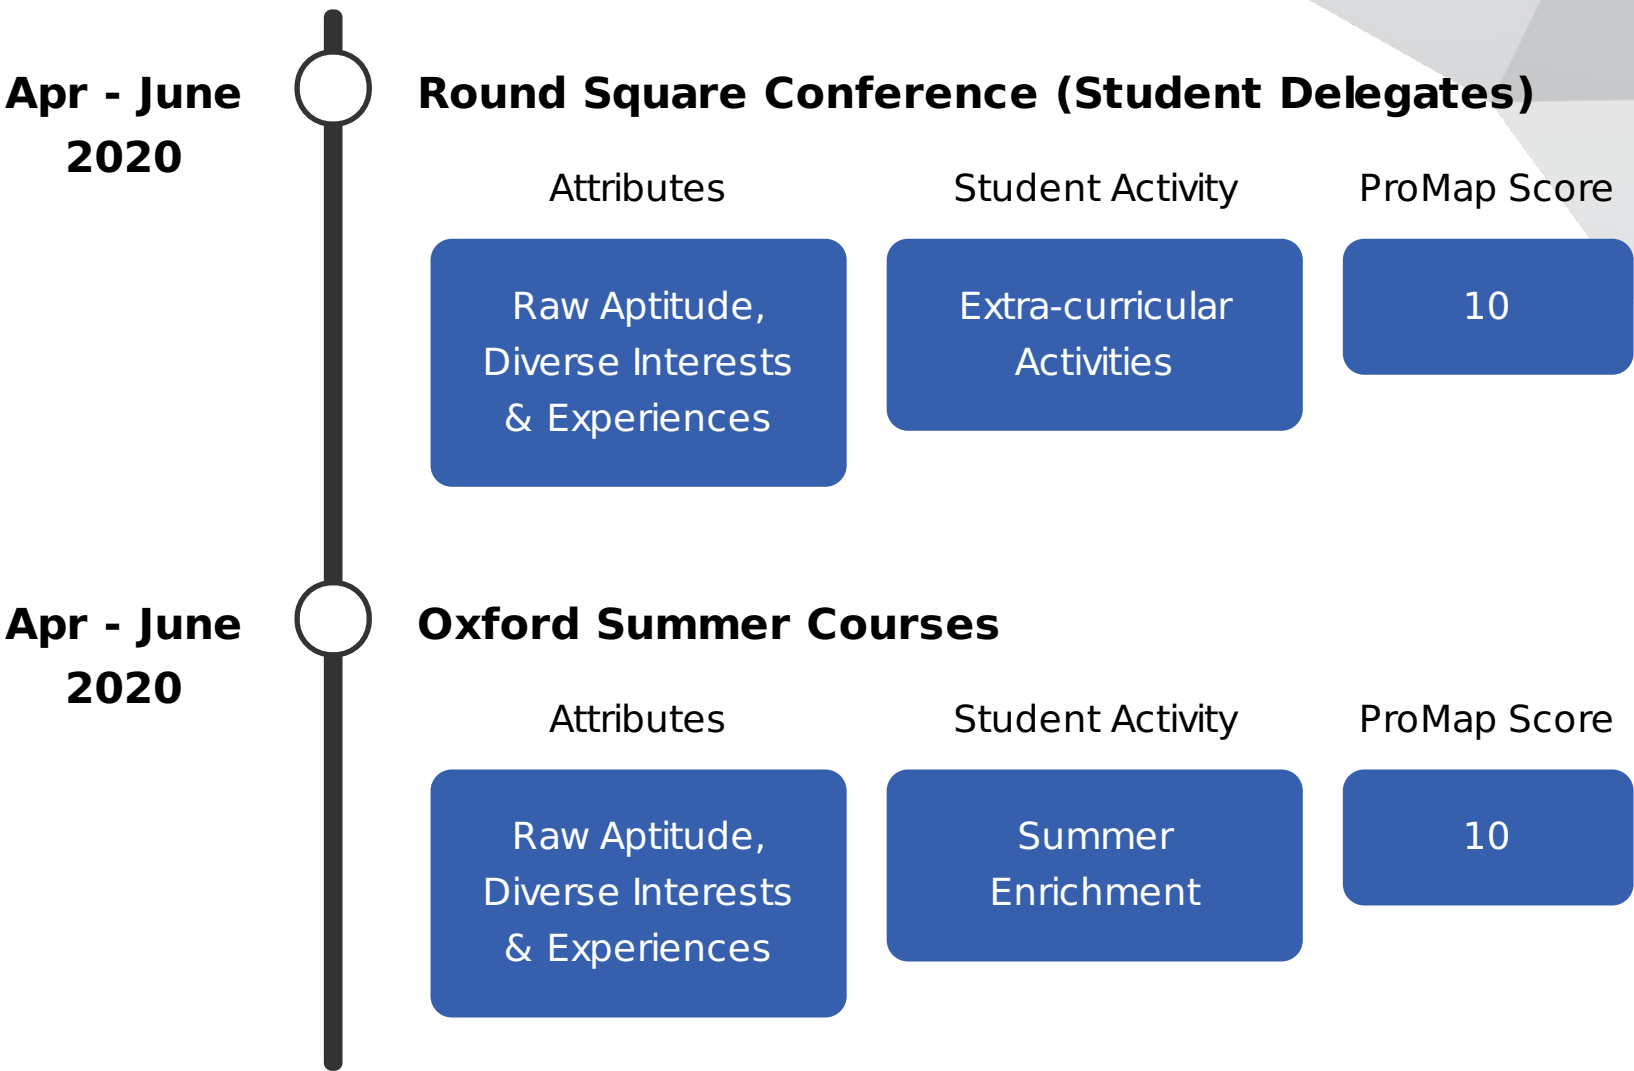 Apr - June
2020
Round Square Conference (Student Delegates)
Attributes
Student Activity
ProMap Score
Raw Aptitude,
Diverse Interests
& Experiences
Extra-curricular
Activities
10
Apr - June
2020
Oxford Summer Courses
Attributes
Student Activity
ProMap Score
Raw Aptitude,
Diverse Interests
& Experiences
Summer
Enrichment
10